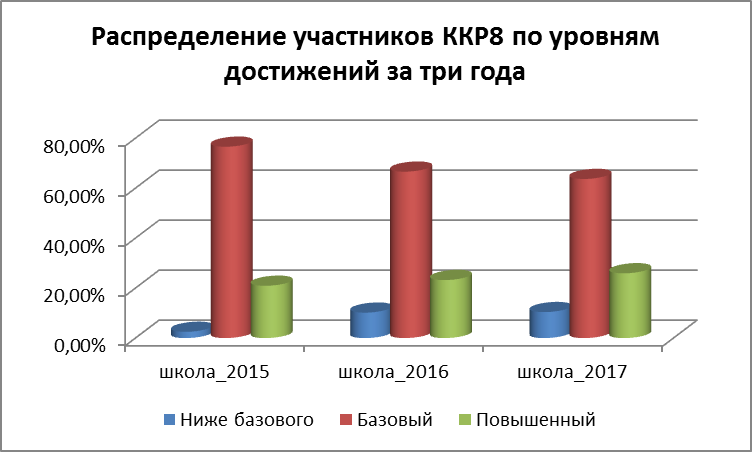 Распределение участников ККР8 по уровням
достижений за три года
80,00%
60,00%
40,00%
20,00%
0,00%
школа_2015 школа_2016 школа_2017
Ниже базового Базовый Повышенный